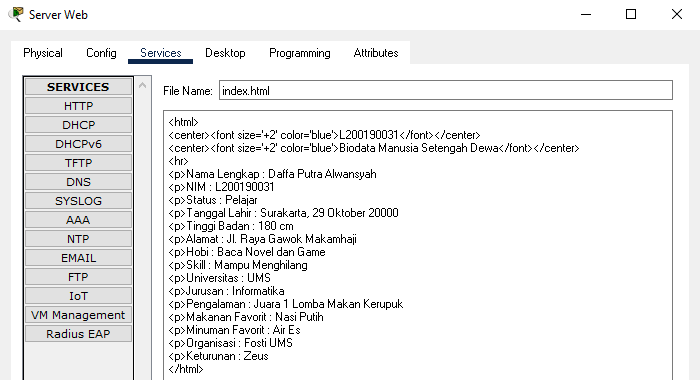 Server Web
Physical Config Services Desktop Programming Attributes
SERVICES
HTTP
DHCP
DHCPv6
TFTP
DNS
SYSLOG
AAA
NTP
EMAIL
FTP
IoT
VM Management
Radius EAP
File Name: index.html
<html>
<center><font size='+2' color='blue'>L200190031</font></center>
<center><font size='+2' color='blue'>Biodata Manusia Setengah Dewa</font></center>
<hr>
<p>Nama Lengkap : Daffa Putra Alwansyah
<p>NIM : L200190031
<p>Status : Pelajar
<p>Tanggal Lahir : Surakarta, 29 Oktober 20000
<p>Tinggi Badan : 180 cm
<p>Alamat : Jl. Raya Gawok Makamhaji
<p>Hobi : Baca Novel dan Game
<p>Skill : Mampu Menghilang
<p>Universitas : UMS
<p>Jurusan : Informatika
<p>Pengalaman : Juara 1 Lomba Makan Kerupuk
<p>Makanan Favorit : Nasi Putih
<p>Minuman Favorit : Air Es
<p>Organisasi : Fosti UMS
<p>Keturunan : Zeus
</html>